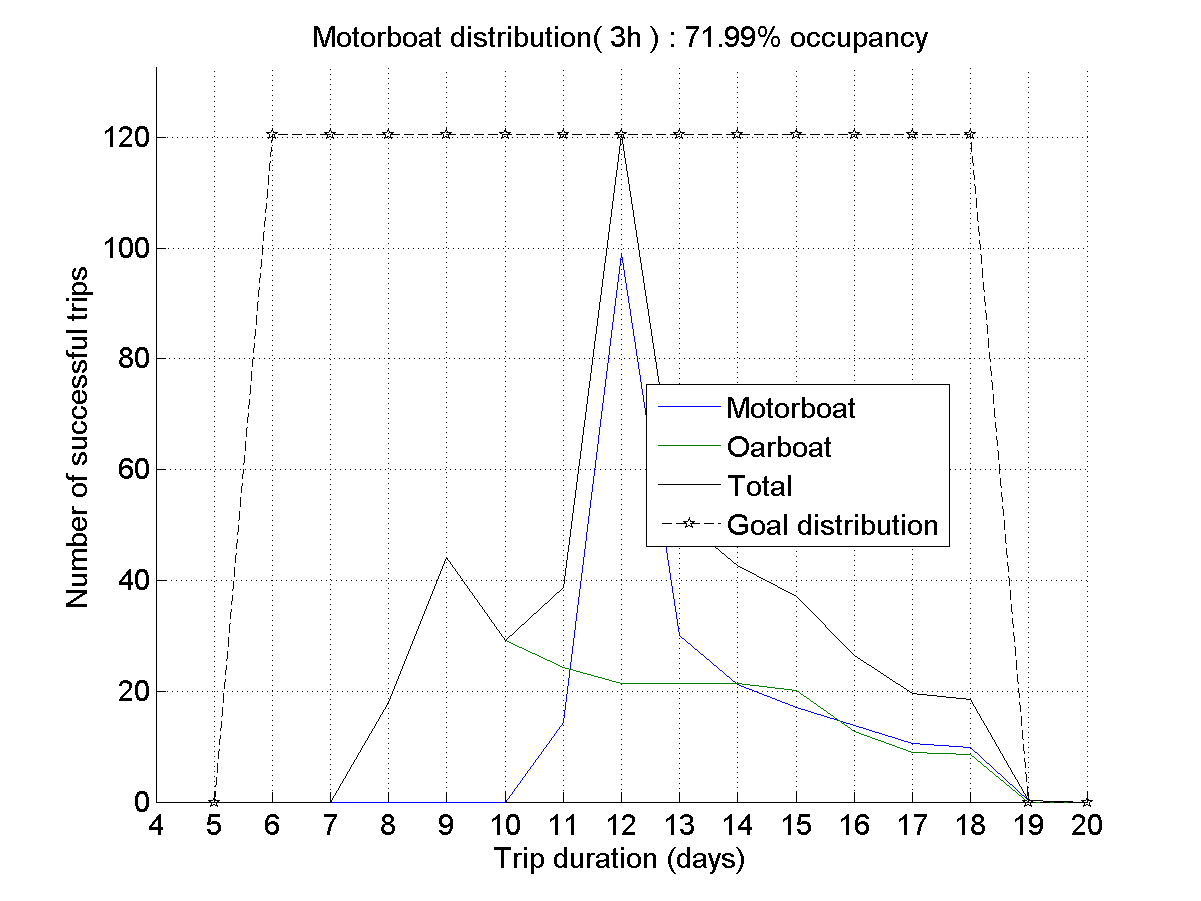 Motorboat distribution( 3h ) : 71.99% occupancy
Number of successful trips
120
100
80
60
40
20
0
Motorboat
Oarboat
Total
Goal distribution
4 5 6 7 8 9 10 11 12 13 14 15 16 17 18 19 20
Trip duration (days)